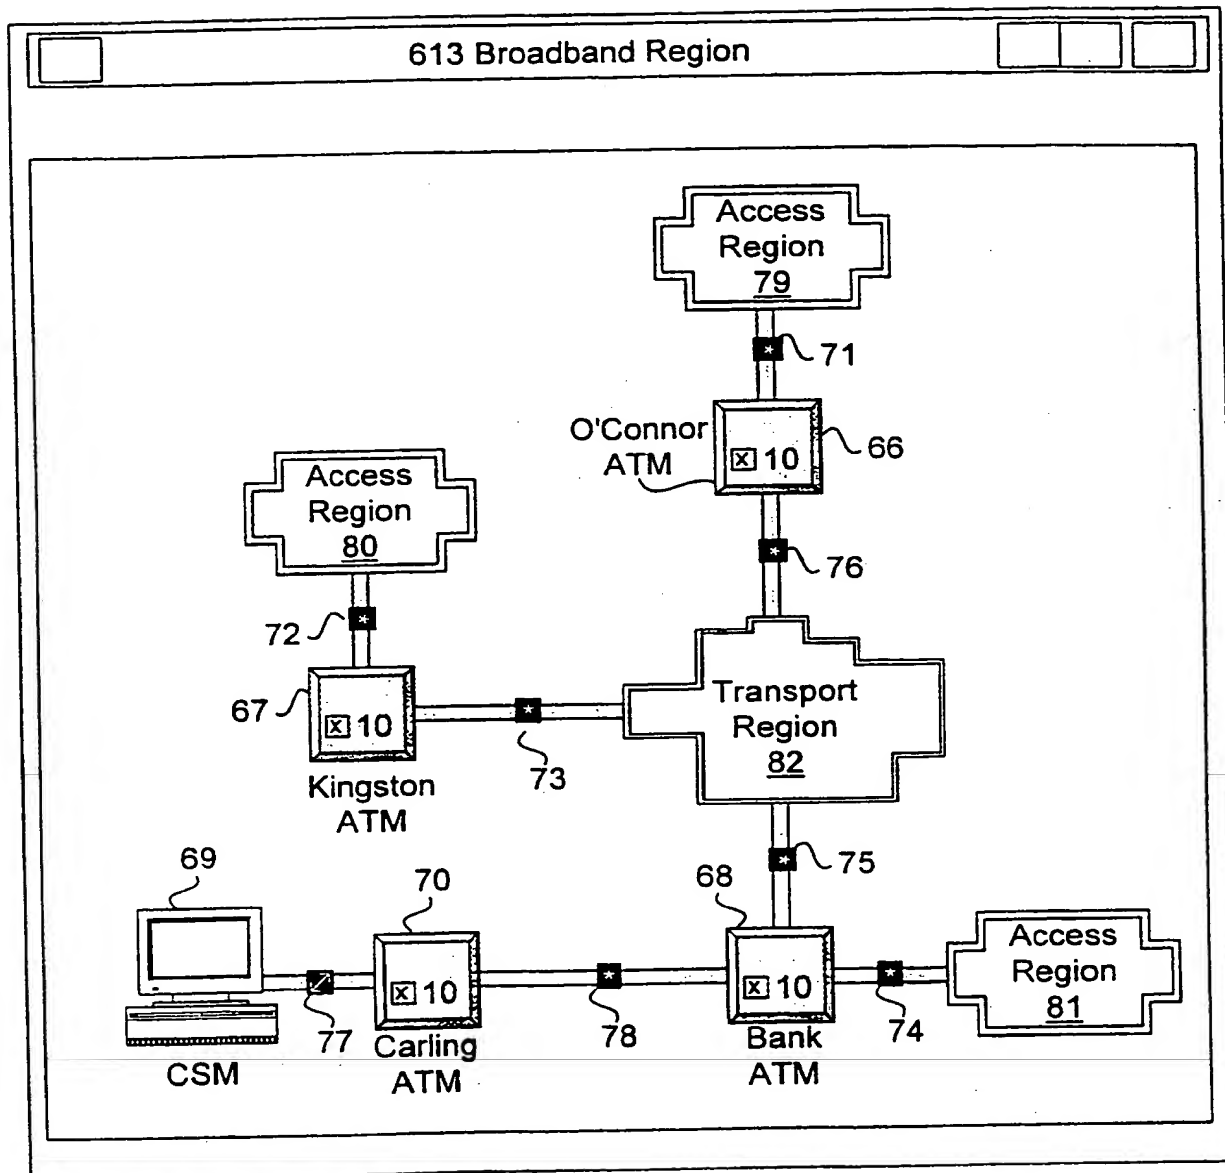 613 Broadband Region
Access
Region
79
* 71
O'Connor
ATM
x 10
66
Access
Region
80
* 76
72 *
67
x 10
Kingston
ATM
*
73
Transport
Region
82
* 75
69
70
68
CSM
77
x 10
Carling
ATM
*
78
x 10
Bank
ATM
*
74
Access
Region
81